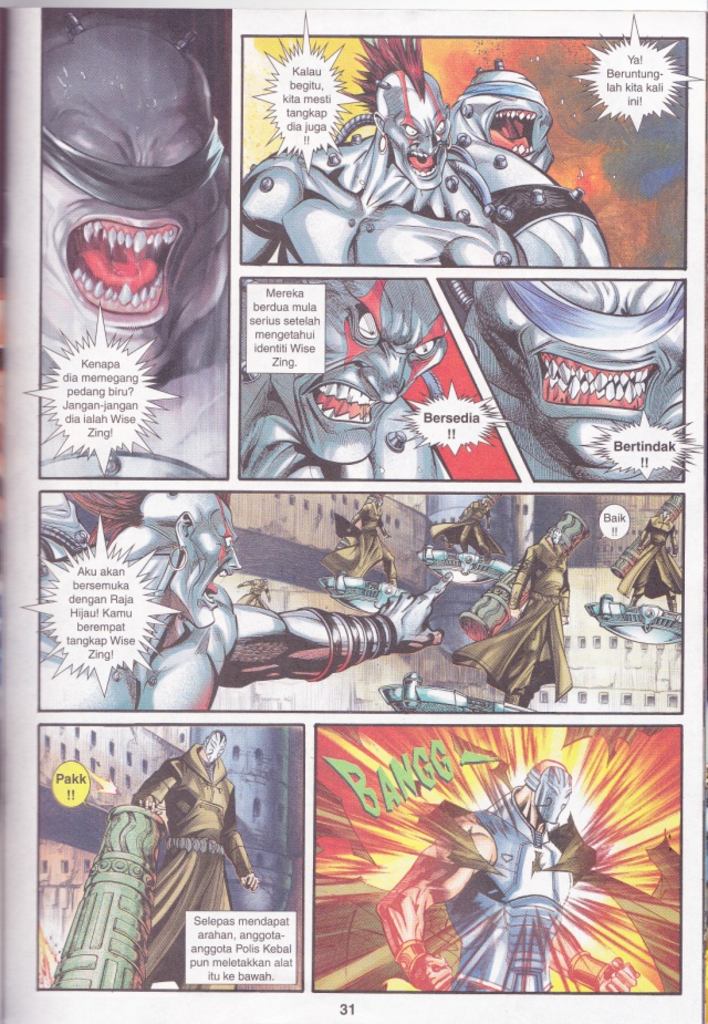 Kenapa
dia memegang
pedang biru?
Jangan-jangan
dia ialah Wise
Zing!
Kalau
begitu,
kita mesti
tangkap
dia juga
!!
Ya!
Beruntung-
lah kita kali
ini!
Mereka
berdua mula
serius setelah
mengetahui
identiti Wise
Zing.
Bersedia
!!
Bertindak
!!
Aku akan
bersemuka
dengan Raja
Hijau! Kamu
berempat
tangkap Wise
Zing!
Baik
!!
Pakk
!!
Selepas mendapat
arahan, anggota-
anggota Polis Kebal
pun meletakkan alat
itu ke bawah.
BANGG
31